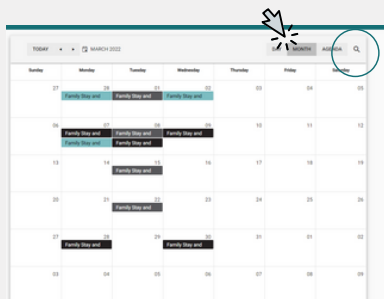 TODAY MARCH 2022 DAY MONTH AGENDA
Sunday Monday Tuesday Wednesday Thursday Friday Saturday
27 28 01 02 03 04 05
Family Stay and Family Stay and Family Stay and
06 07 08 09 10 11 12
Family Stay and Family Stay and Family Stay and
Family Stay and Family Stay and
13 14 15 16 17 18 19
Family Stay and
20 21 22 23 24 25 26
Family Stay and
27 28 29 30 31 01 02
Family Stay and Family Stay and
03 04 05 06 07 08 09